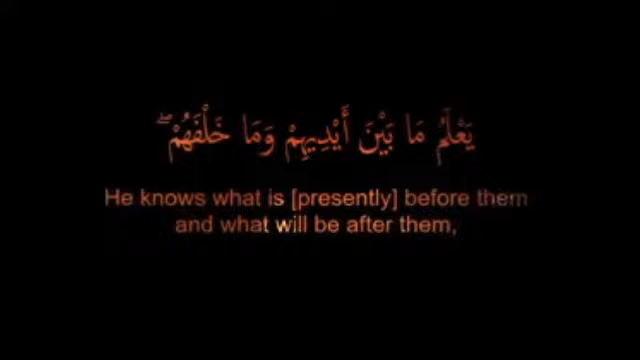 يَعْلَمُ مَا بَيْنَ أَيْدِيهِمْ وَمَا خَلْفَهُمْ ۖ
He knows what is [presently] before them
and what will be after them,